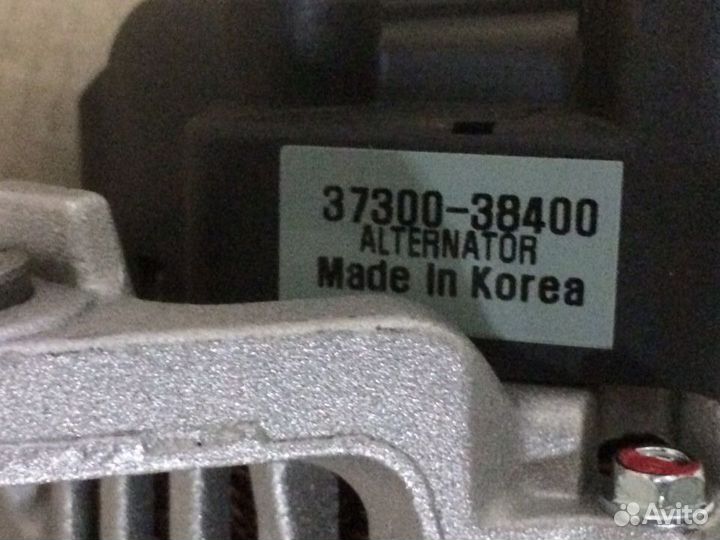 37300-38400
ALTERNATOR
Made In Korea
Avito